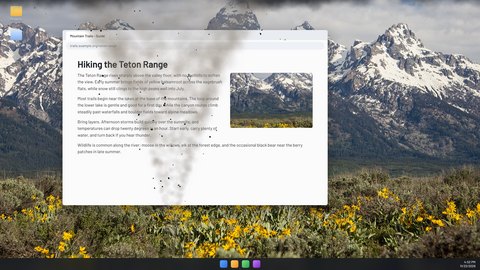 Mountain Trails - Guide
Hiking the Teton Range
The Teton Range rises sharply above the valley floor, with no foothills to soften
the view. Early summer brings fields of yellow balsamroot across the sagebrush
flats, while snow still clings to the high peaks well into July.
Most trails begin near the lakes at the base of the mountains. The loop around
the lower lake is gentle and good for a first day, while the canyon routes climb
steadily past waterfalls and boulder fields toward alpine meadows.
Bring layers. Afternoon storms build quickly over the summits, and
temperatures can drop twenty degrees in an hour. Start early, carry plenty of
water, and turn back if you hear thunder.
Wildlife is common along the river: moose in the willows, elk at the forest edge, and the occasional black bear near the berry
patches in late summer.